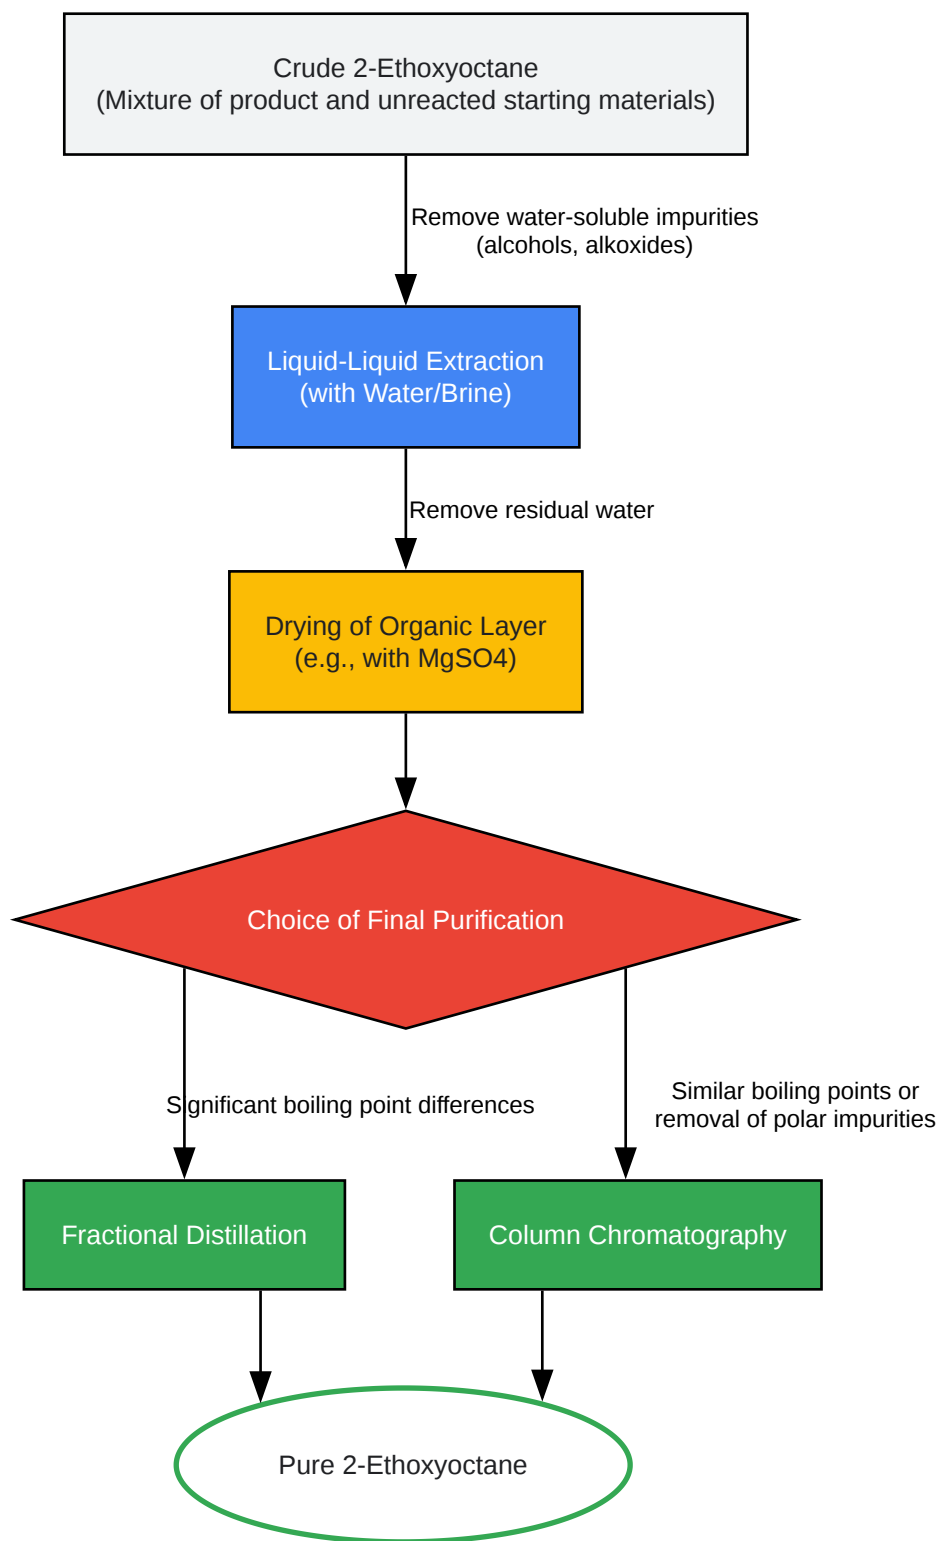 Crude 2-Ethoxyoctane
(Mixture of product and unreacted starting materials)
Remove water-soluble impurities
(alcohols, alkoxides)
Liquid-Liquid Extraction
(with Water/Brine)
Remove residual water
Drying of Organic Layer
(e.g., with MgSO4)
Choice of Final Purification
Significant boiling point differences
Similar boiling points or
removal of polar impurities
Fractional Distillation
Column Chromatography
Pure 2-Ethoxyoctane